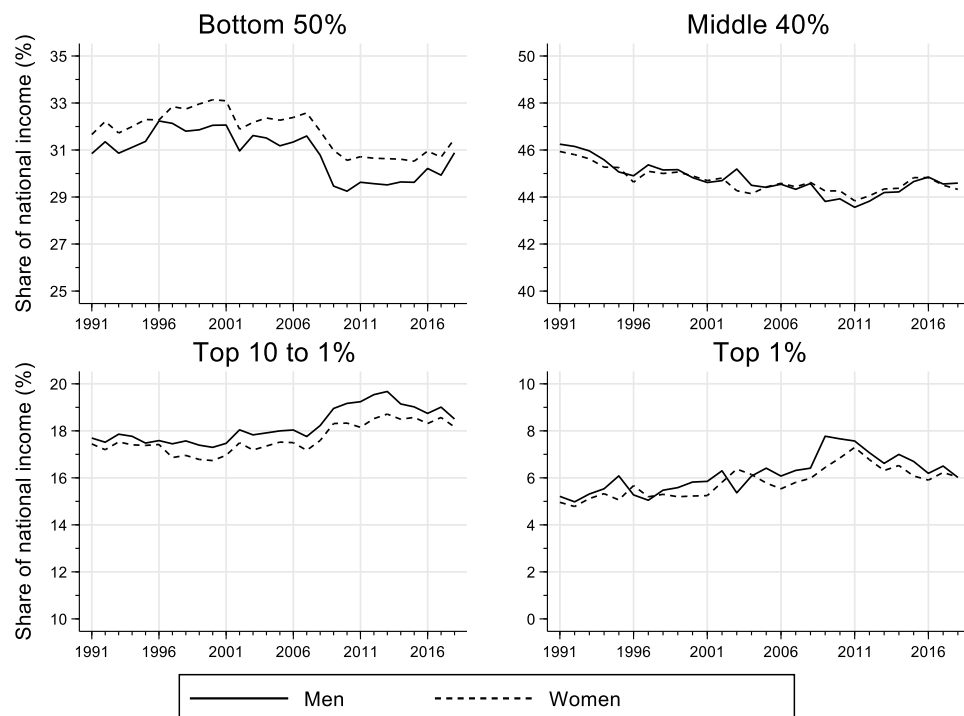 Bottom 50%
Middle 40%
Share of national income (%)
35
33
31
29
27
25
1991 1996 2001 2006 2011 2016
50
48
46
44
42
40
1991 1996 2001 2006 2011 2016
Top 10 to 1%
Top 1%
Share of national income (%)
20
18
16
14
12
10
1991 1996 2001 2006 2011 2016
10
8
6
4
2
0
1991 1996 2001 2006 2011 2016
Men Women